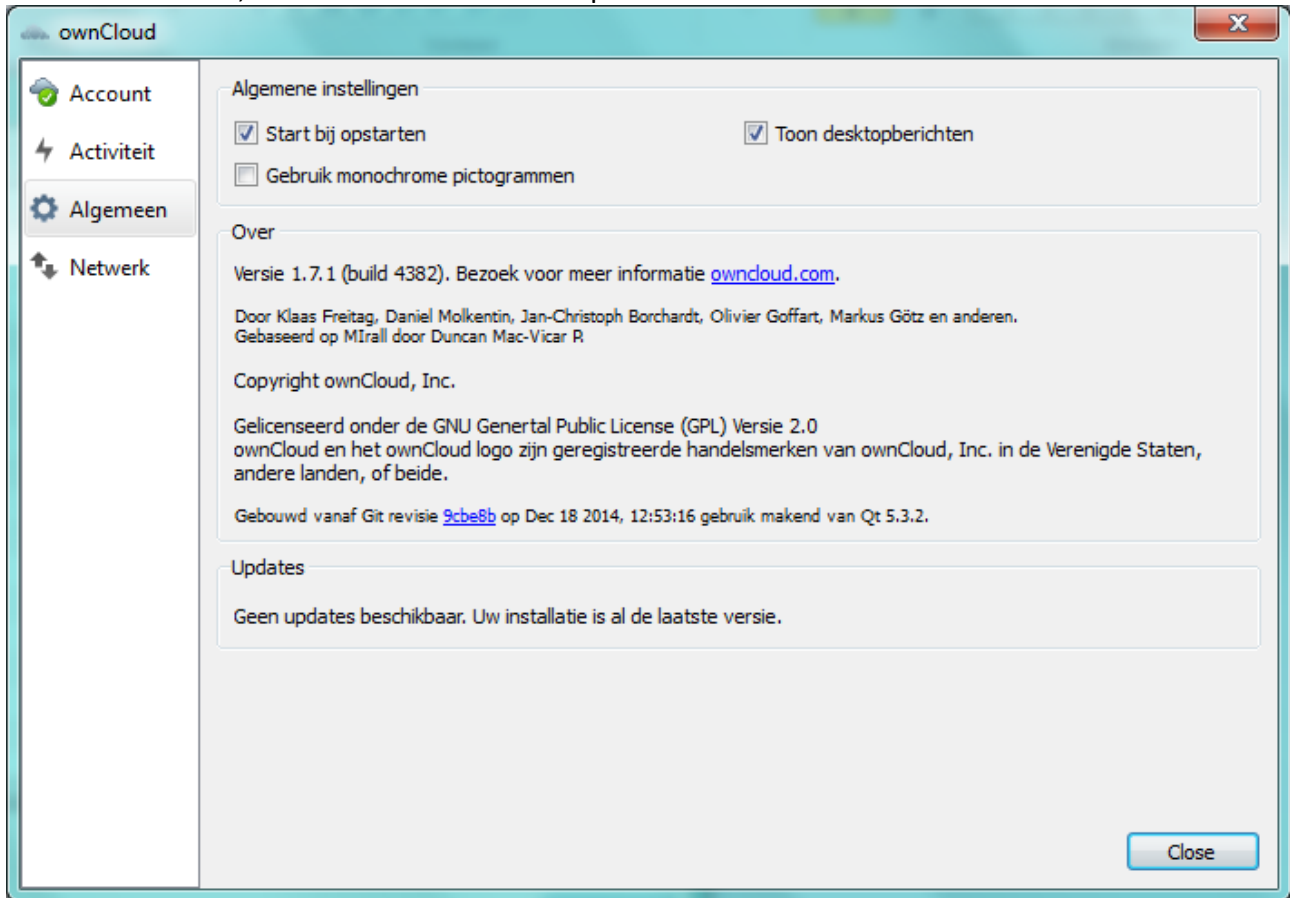 ownCloud
Account
Activiteit
Algemeen
Netwerk
Algemene instellingen
Start bij opstarten
Toon desktopberichten
Gebruik monochrome pictogrammen
Over
Versie 1.7.1 (build 4382). Bezoek voor meer informatie owncloud.com.
Door Klaas Freitag, Daniel Molkentin, Jan-Christoph Borchardt, Olivier Goffart, Markus Götz en anderen.
Gebaseerd op MIrall door Duncan Mac-Vicar P.
Copyright ownCloud, Inc.
Gelicenseerd onder de GNU Genertal Public License (GPL) Versie 2.0
ownCloud en het ownCloud logo zijn geregistreerde handelsmerken van ownCloud, Inc. in de Verenigde Staten,
andere landen, of beide.
Gebouwd vanaf Git revisie 9cbe8b op Dec 18 2014, 12:53:16 gebruik makend van Qt 5.3.2.
Updates
Geen updates beschikbaar. Uw installatie is al de laatste versie.
Close